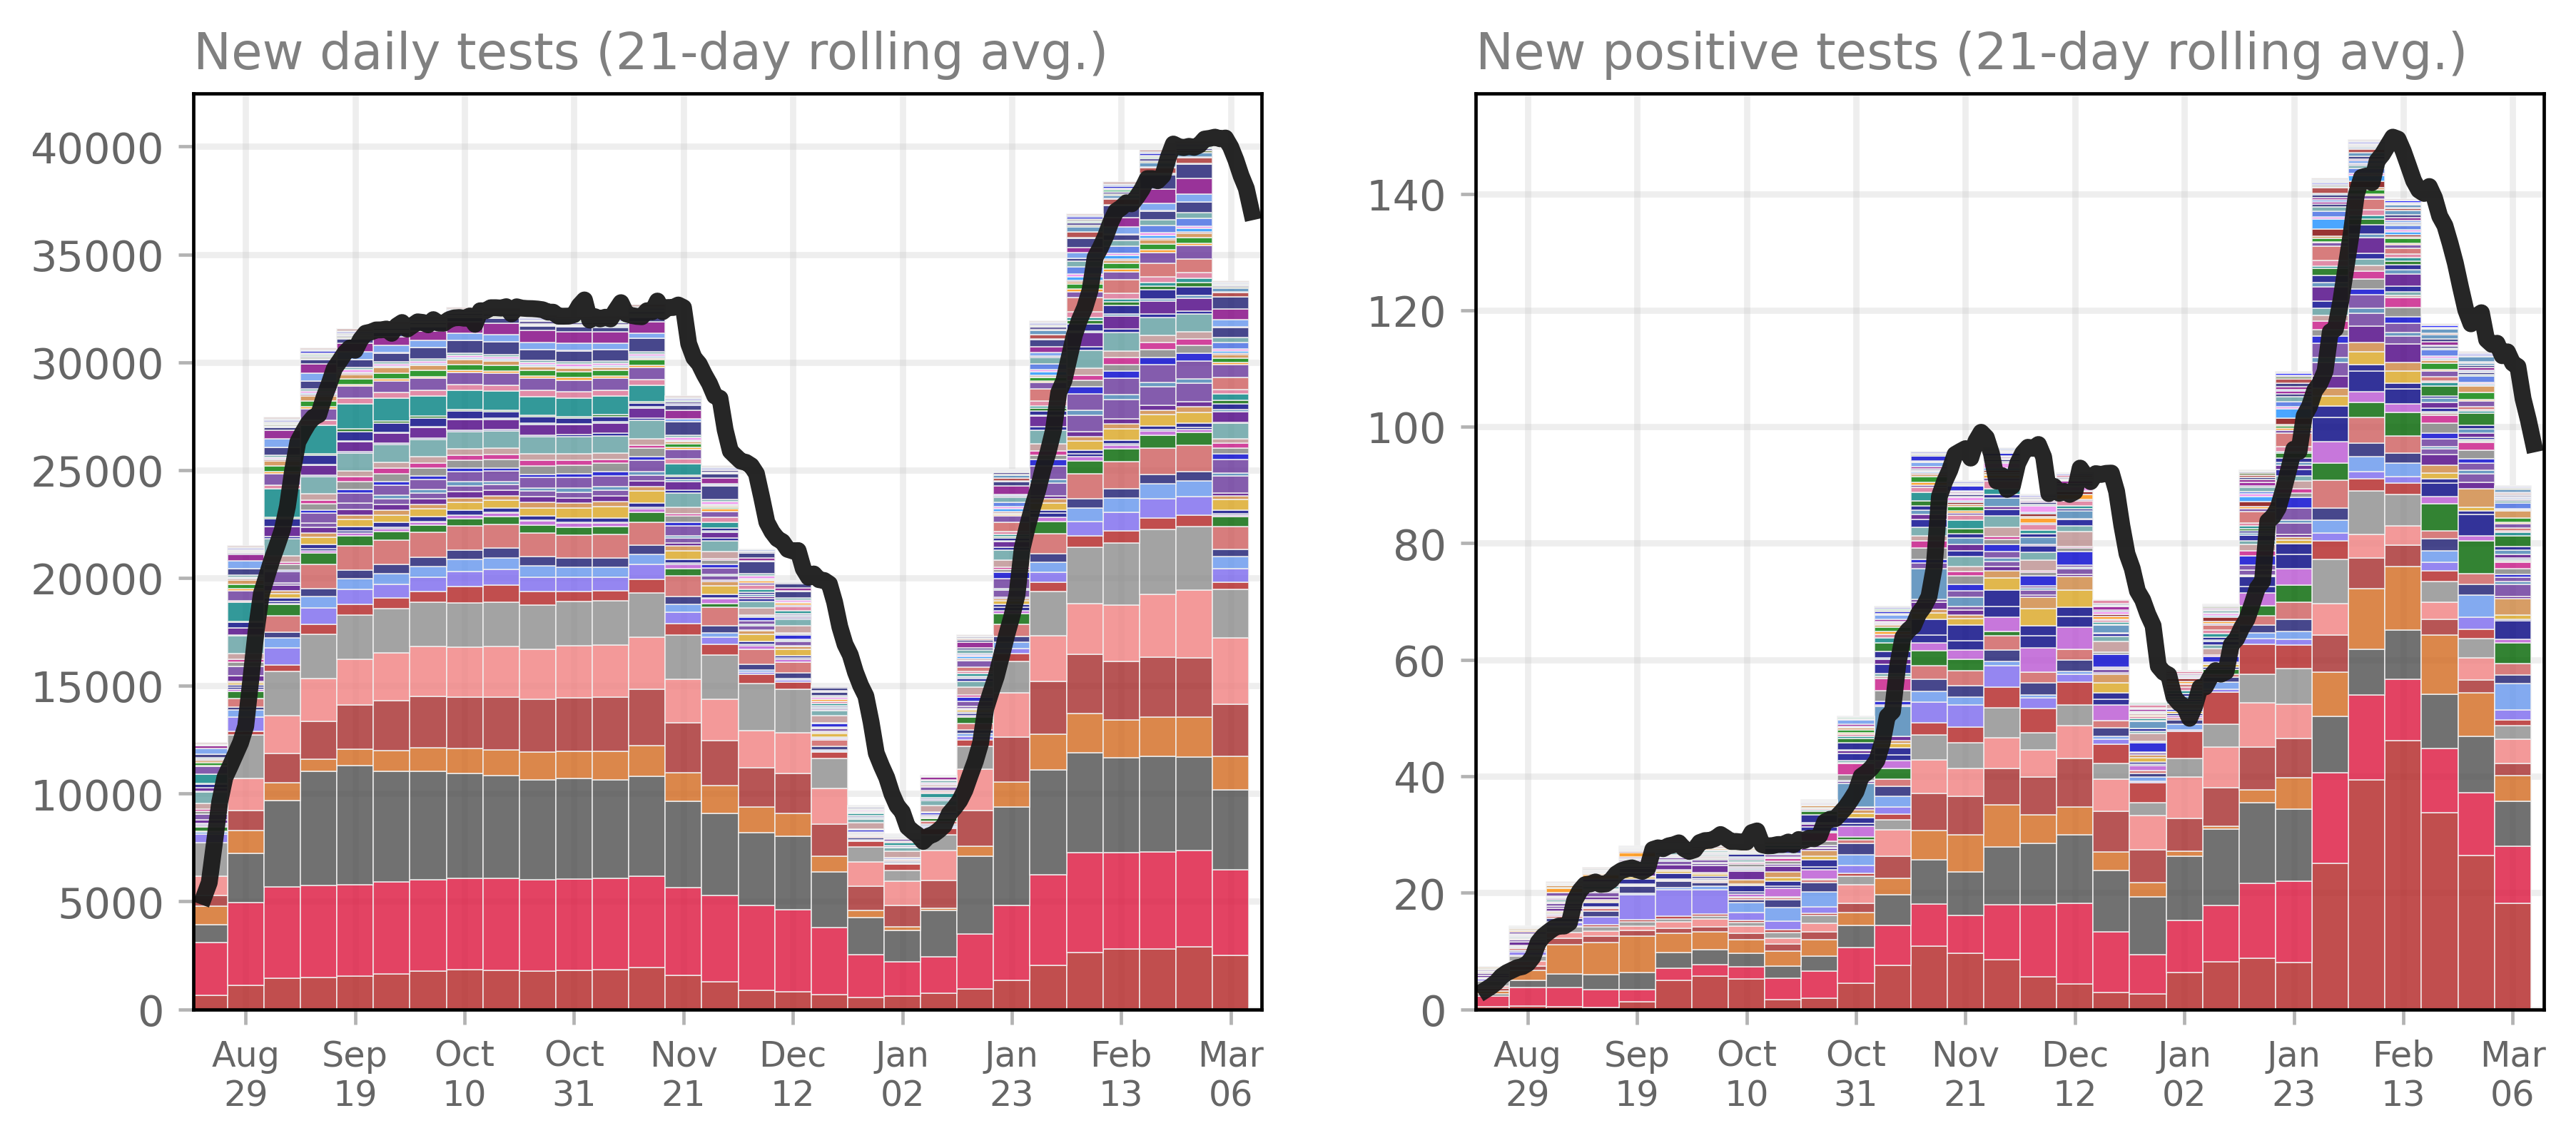 New daily tests (21-day rolling avg.)
40000
35000
30000
25000
20000
15000
10000
5000
0
Aug 29
Sep 19
Oct 10
Oct 31
Nov 21
Dec 12
Jan 02
Jan 23
Feb 13
Mar 06
New positive tests (21-day rolling avg.)
140
120
100
80
60
40
20
0
Aug 29
Sep 19
Oct 10
Oct 31
Nov 21
Dec 12
Jan 02
Jan 23
Feb 13
Mar 06